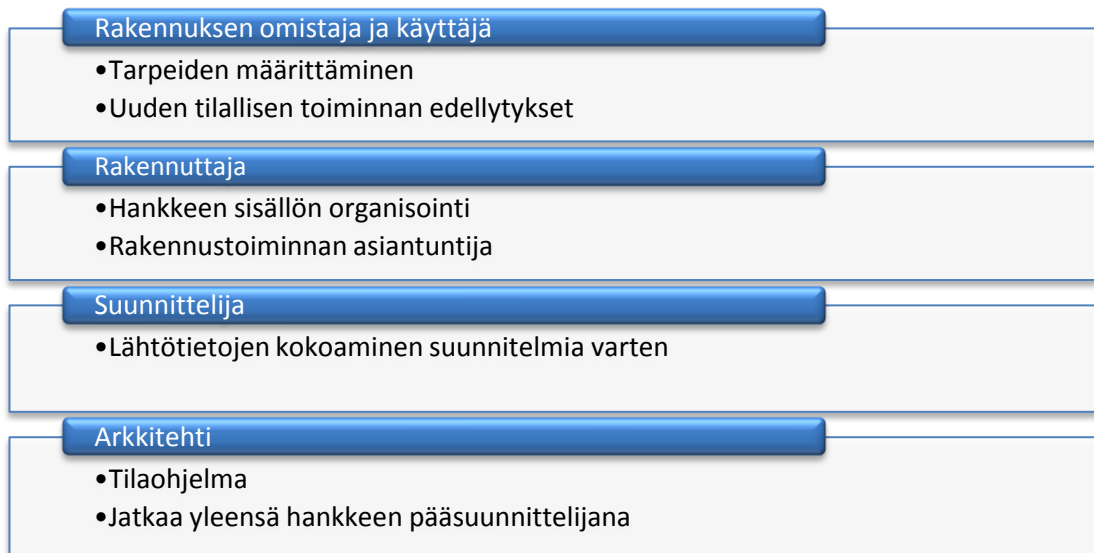 Rakennuksen omistaja ja käyttäjä
•Tarpeiden määrittäminen
•Uuden tilallisen toiminnan edellytykset
Rakennuttaja
•Hankkeen sisällön organisointi
•Rakennustoiminnan asiantuntija
Suunnittelija
•Lähtötietojen kokoaminen suunnitelmia varten
Arkkitehti
•Tilaohjelma
•Jatkaa yleensä hankkeen pääsuunnittelijana